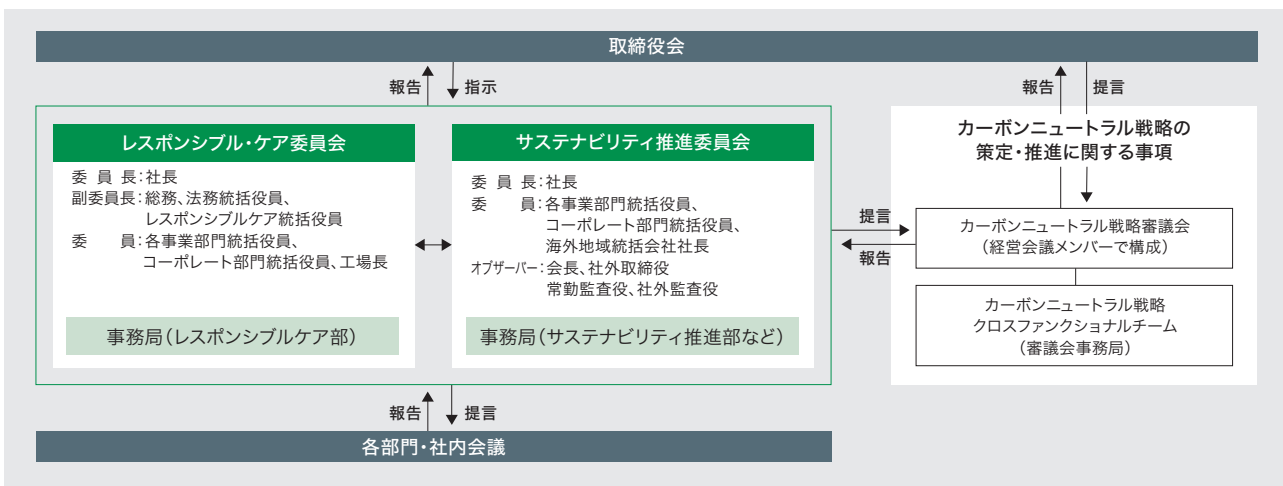 取締役会
報告
指示
報告
提言
レスポンシブル・ケア委員会
委員長:社長
副委員長:総務、法務統括役員、
レスポンシブルケア統括役員
委員:各事業部門統括役員、
コーポレート部門統括役員、工場長
事務局(レスポンシブルケア部)
サステナビリティ推進委員会
委員長:社長
委員:各事業部門統括役員、
コーポレート部門統括役員、
海外地域統括会社社長
オブザーバー:会長、社外取締役
常勤監査役、社外監査役
事務局(サステナビリティ推進部など)
提言
報告
カーボンニュートラル戦略の
策定・推進に関する事項
カーボンニュートラル戦略審議会
(経営会議メンバーで構成)
カーボンニュートラル戦略
クロスファンクショナルチーム
(審議会事務局)
報告
提言
各部門・社内会議